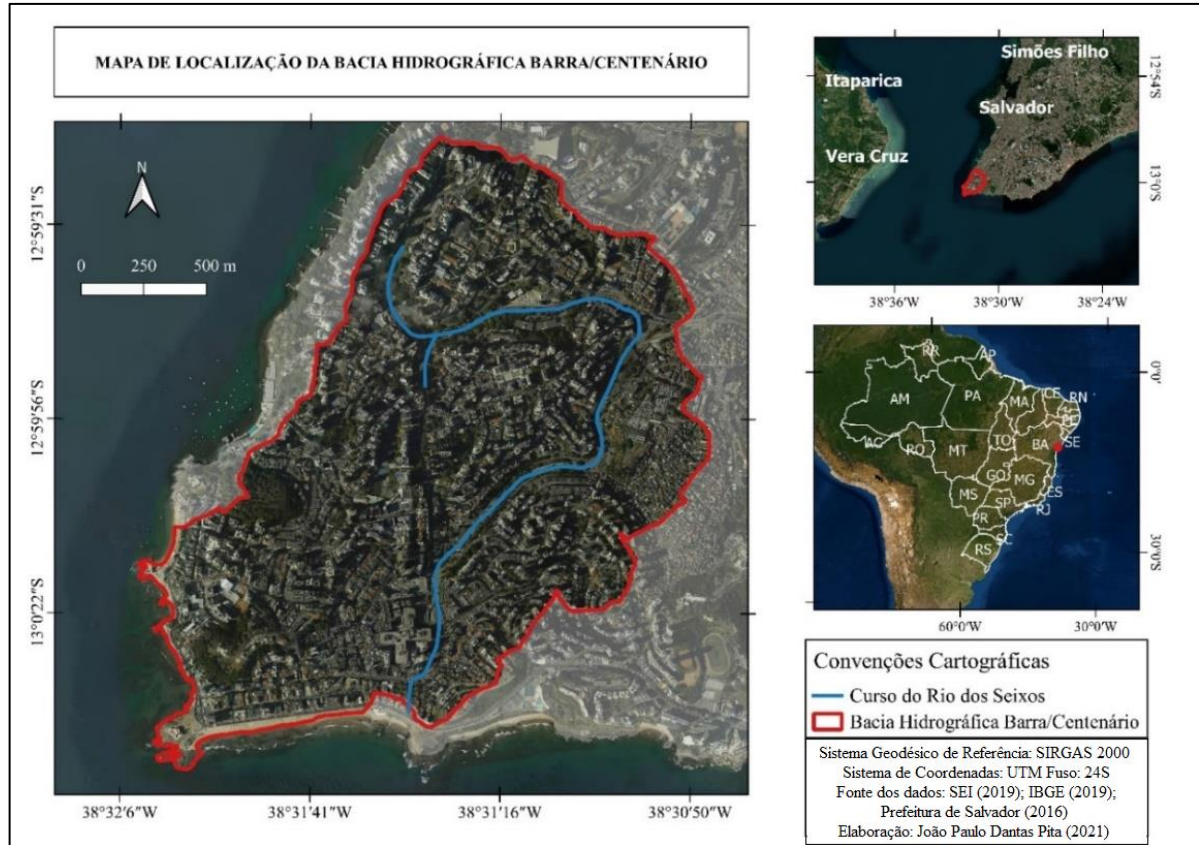 MAPA DE LOCALIZAÇÃO DA BACIA HIDROGRÁFICA BARRA/CENTENÁRIO
N
0 250 500 m
12°59'31"S
12°59'56"S
13°0'22"S
38°32'6"W 38°31'41"W 38°31'16"W 38°30'50"W
Simões Filho
Itaparica
Salvador
Vera Cruz
12°54'S
13°0'S
38°36'W 38°30'W 38°24'W
RR
AP
AM
PA
MA
CE
RN
PE
AC
RO
MT
TO
BA
SE
GO
MG
MS
ES
SP
RJ
PR
SC
RS
0°0'
30°0'S
60°0'W 30°0'W
Convenções Cartográficas
Curso do Rio dos Seixos
Bacia Hidrográfica Barra/Centenário
Sistema Geodésico de Referência: SIRGAS 2000
Sistema de Coordenadas: UTM Fuso: 24S
Fonte dos dados: SEI (2019); IBGE (2019);
Prefeitura de Salvador (2016)
Elaboração: João Paulo Dantas Pita (2021)